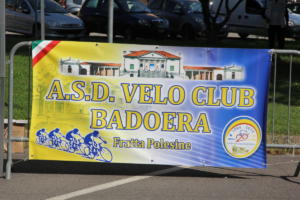 A.S.D. VELO CLUB
BADOERA
Fratta Polesine